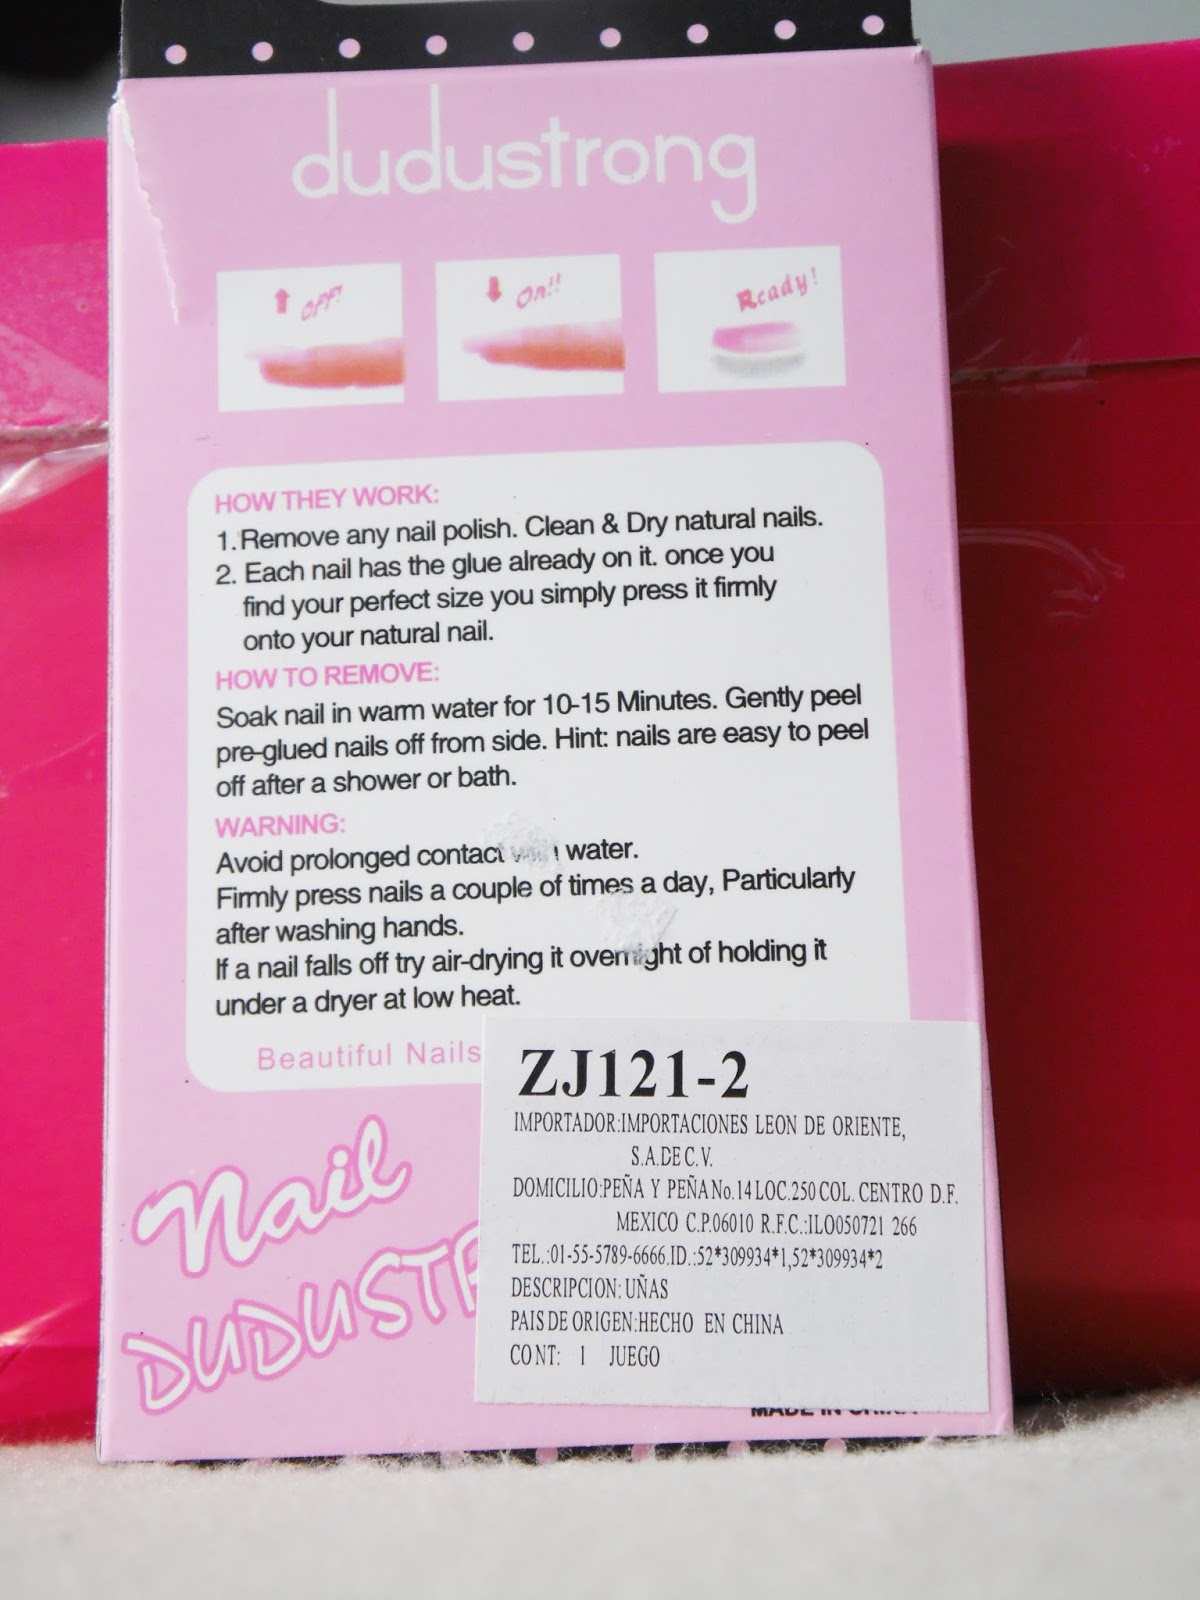 dudustrong
OFF!
On!!
Ready!
HOW THEY WORK:
1. Remove any nail polish. Clean & Dry natural nails.
2. Each nail has the glue already on it. once you
find your perfect size you simply press it firmly
onto your natural nail.
HOW TO REMOVE:
Soak nail in warm water for 10-15 Minutes. Gently peel
pre-glued nails off from side. Hint: nails are easy to peel
off after a shower or bath.
WARNING:
Avoid prolonged contact water.
Firmly press nails a couple of times a day, Particularly
after washing hands.
If a nail falls off try air-drying it overnight of holding it
under a dryer at low heat.
Beautiful Nails
Nail
DUDUSTR
ZJ121-2
IMPORTADOR:IMPORTACIONES LEON DE ORIENTE,
S.A.DE C.V.
DOMICILIO:PEÑA Y PEÑA No.14 LOC.250 COL. CENTRO D.F.
MEXICO C.P.06010 R.F.C.:ILO050721 266
TEL.:01-55-5789-6666.ID.:52*309934*1,52*309934*2
DESCRIPCION:UÑAS
PAIS DE ORIGEN:HECHO EN CHINA
CONT: 1 JUEGO
MADE IN CHINA